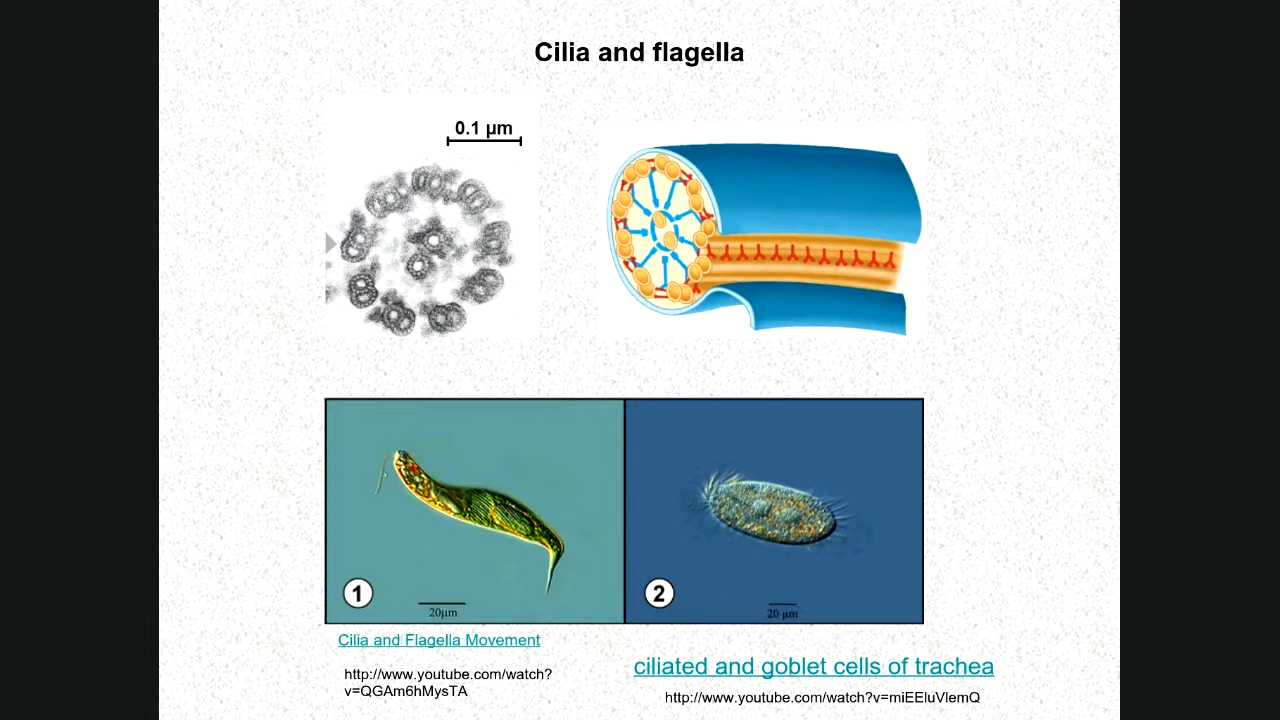 Cilia and flagella
0.1 µm
1
20µm
2
20 µm
Cilia and Flagella Movement
http://www.youtube.com/watch?
v=QGAm6hMysTA
ciliated and goblet cells of trachea
http://www.youtube.com/watch?v=miEEluVlemQ